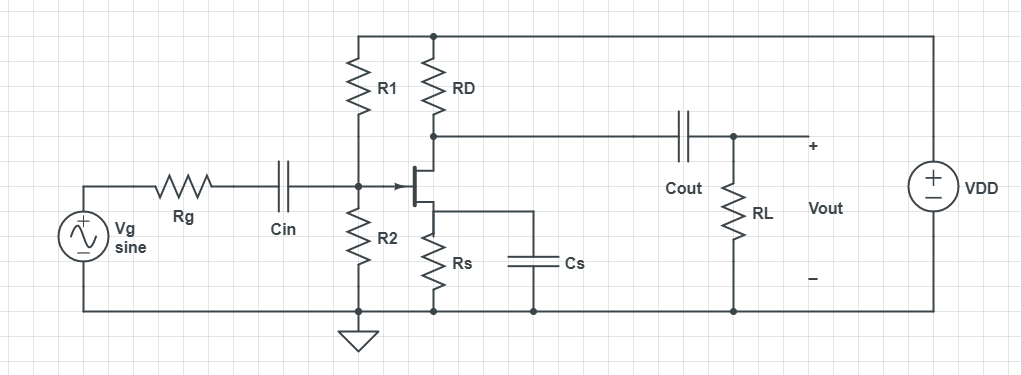 R1
RD
+
Rg
Cin
Cout
Vg
sine
R2
Rs
Cs
RL
Vout
–
VDD